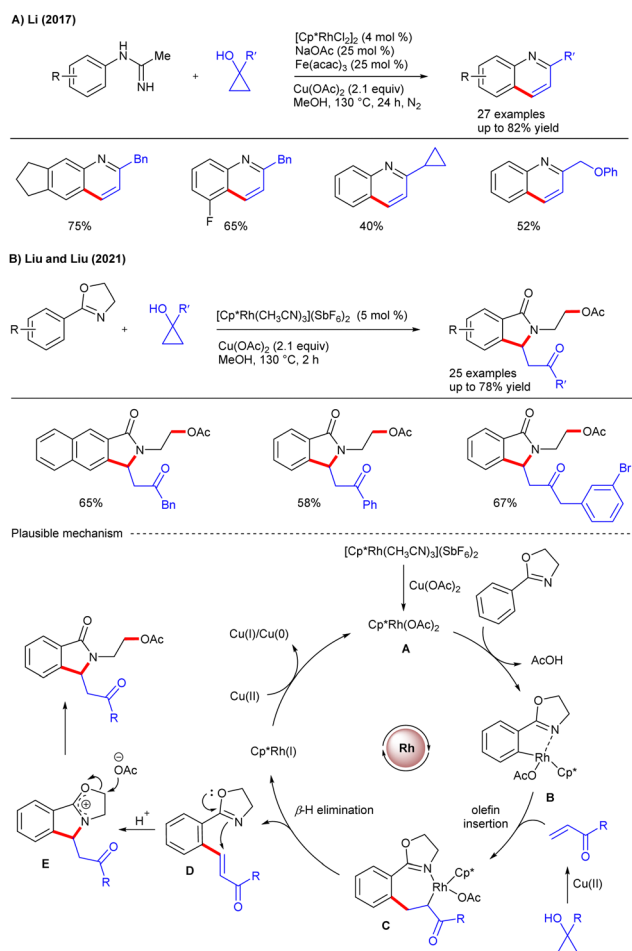 A) Li (2017)
[Cp*RhCl2]2 (4 mol %)
NaOAc (25 mol %)
Fe(acac)3 (25 mol %)
Cu(OAc)2 (2.1 equiv)
MeOH, 130 °C, 24 h, N2
R
H
N
Me
NH
+
HO
R'
R
N
R'
27 examples
up to 82% yield
N
Bn
75%
N
Bn
F
65%
N
40%
N
OPh
52%
B) Liu and Liu (2021)
R
O
N
+
HO
R'
[Cp*Rh(CH3CN)3](SbF6)2 (5 mol %)
Cu(OAc)2 (2.1 equiv)
MeOH, 130 °C, 2 h
R
O
N
OAc
O
R'
25 examples
up to 78% yield
O
N
OAc
O
Bn
65%
O
N
OAc
O
Ph
58%
O
N
OAc
O
Br
67%
Plausible mechanism
[Cp*Rh(CH3CN)3](SbF6)2
Cu(OAc)2
Cp*Rh(OAc)2
A
O
N
AcOH
O
N
Rh
AcO
Cp*
B
olefin
insertion
O
R
Cu(II)
HO
R
O
N
Cp*
Rh
OAc
O
R
C
β-H elimination
Rh
Cu(I)/Cu(0)
Cu(II)
Cp*Rh(I)
O
N
R
O
D
H+
⊖
OAc
O
N
+
O
R
E
O
N
OAc
O
R